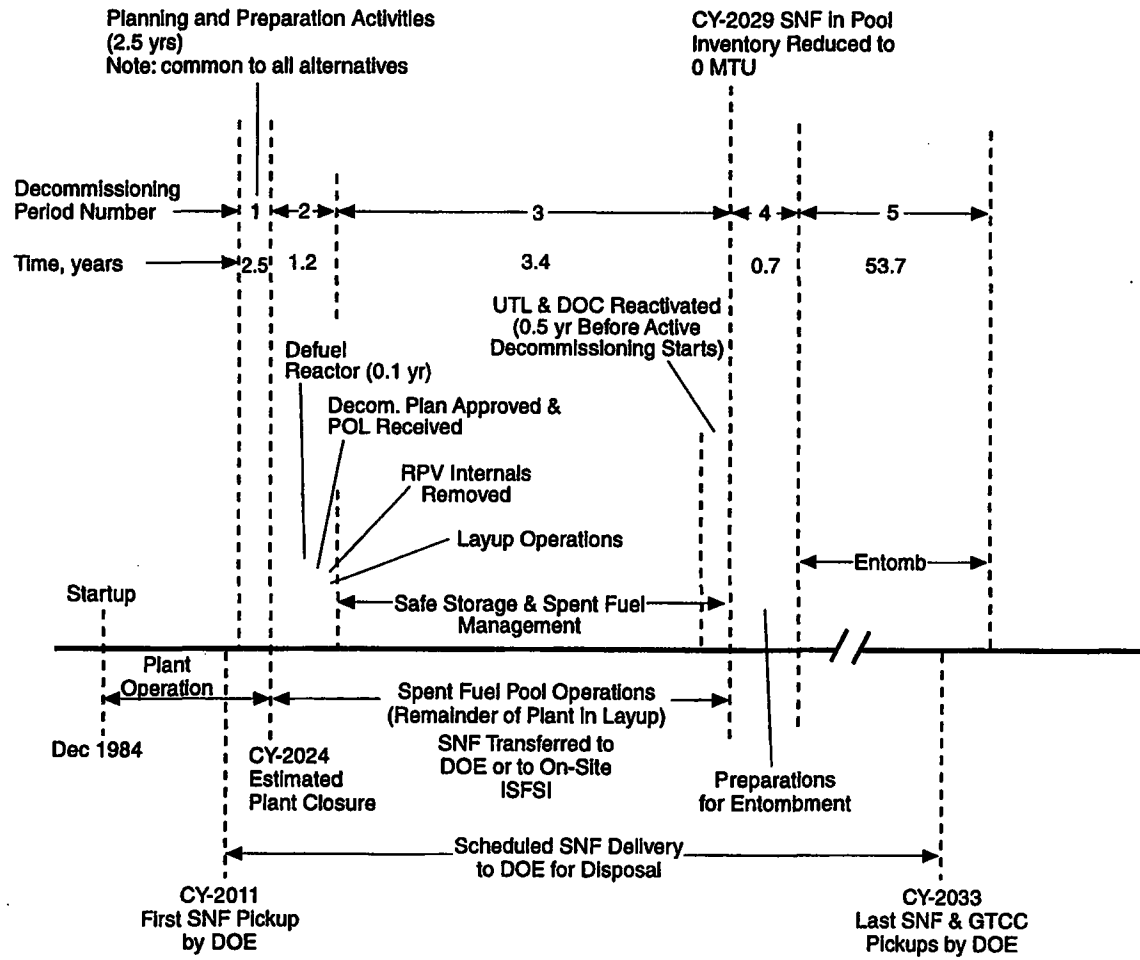 Planning and Preparation Activities
(2.5 yrs)
Note: common to all alternatives
CY-2029 SNF in Pool
Inventory Reduced to
0 MTU
Decommissioning
Period Number
1
2
3
4
5
Time, years
2.5
1.2
3.4
0.7
53.7
UTL & DOC Reactivated
(0.5 yr Before Active
Decommissioning Starts)
Defuel
Reactor (0.1 yr)
Decom. Plan Approved &
POL Received
RPV Internals
Removed
Layup Operations
Entomb
Startup
Safe Storage & Spent Fuel
Management
Plant
Operation
Spent Fuel Pool Operations
(Remainder of Plant in Layup)
Dec 1984
CY-2024
Estimated
Plant Closure
SNF Transferred to
DOE or to On-Site
ISFSI
Preparations
for Entombment
Scheduled SNF Delivery
to DOE for Disposal
CY-2011
First SNF Pickup
by DOE
CY-2033
Last SNF & GTCC
Pickups by DOE